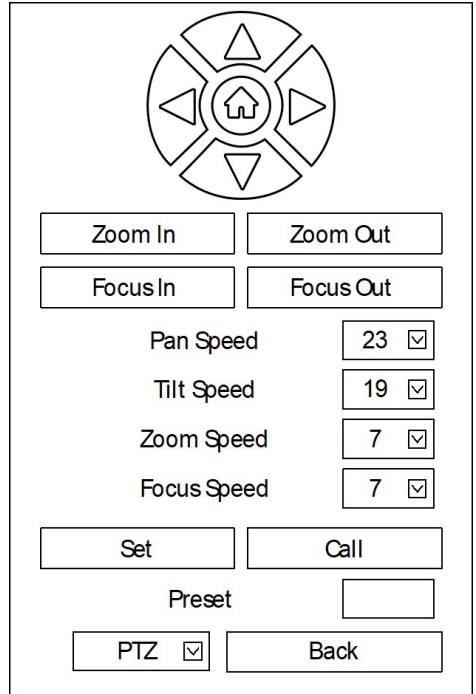 Zoom In Zoom Out
Focus In Focus Out
Pan Speed 23
Tilt Speed 19
Zoom Speed 7
Focus Speed 7
Set Call
Preset
PTZ Back